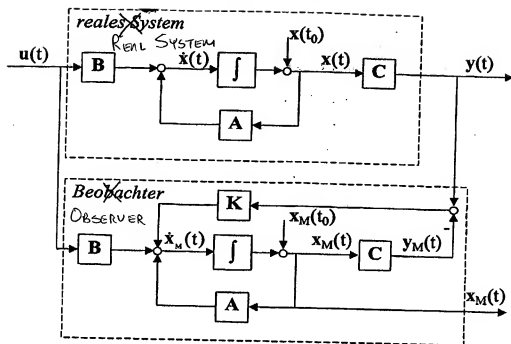 reales System
REAL SYSTEM
x(t₀)
u(t)
B
ẋ(t)
∫
x(t)
C
y(t)
A
Beobachter
OBSERVER
K
x_M(t₀)
B
ẋ_M(t)
∫
x_M(t)
C
y_M(t)
-
A
x_M(t)